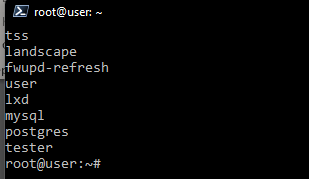 root@user: ~
tss
landscape
fwupd-refresh
user
lxd
mysql
postgres
tester
root@user:~#